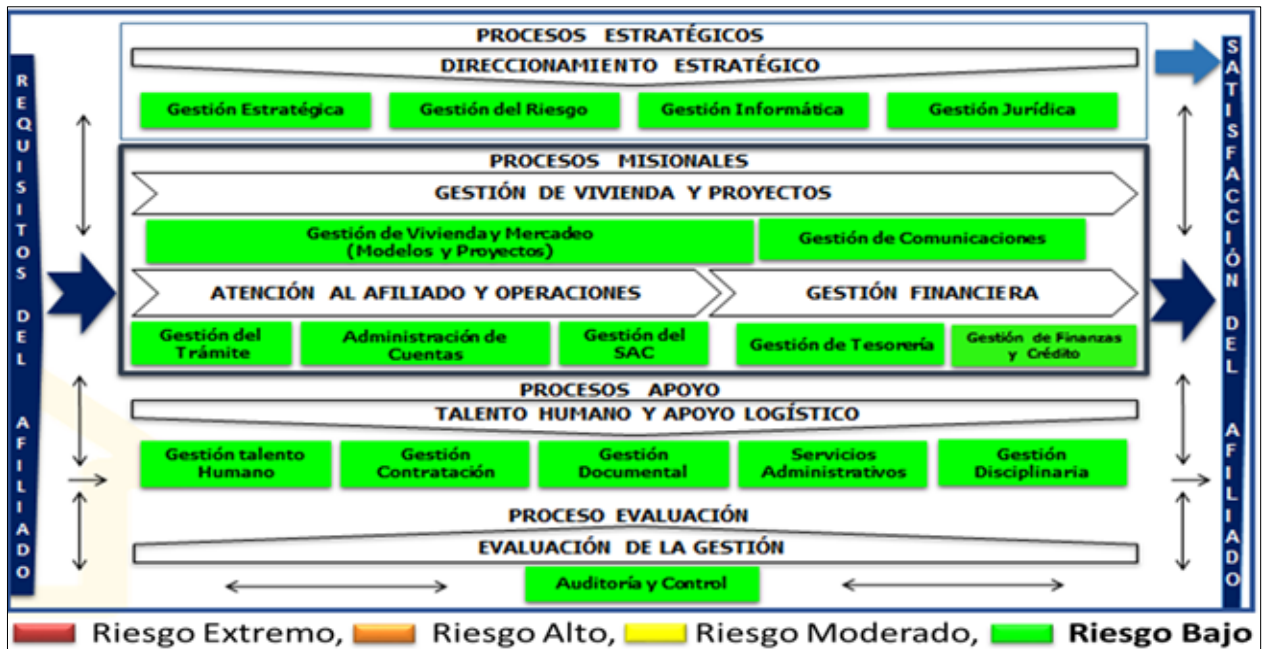 PROCESOS ESTRATÉGICOS
DIRECCIONAMIENTO ESTRATÉGICO
Gestión Estratégica
Gestión del Riesgo
Gestión Informática
Gestión Jurídica
REQUISITOS DEL AFILIADO
PROCESOS MISIONALES
GESTIÓN DE VIVIENDA Y PROYECTOS
Gestión de Vivienda y Mercadeo
(Modelos y Proyectos)
Gestión de Comunicaciones
ATENCIÓN AL AFILIADO Y OPERACIONES
GESTIÓN FINANCIERA
Gestión del
Trámite
Administración de
Cuentas
Gestión del
SAC
Gestión de Tesorería
Gestión de Finanzas
y Crédito
SATISFACCIÓN DEL AFILIADO
PROCESOS APOYO
TALENTO HUMANO Y APOYO LOGÍSTICO
Gestión talento
Humano
Gestión
Contratación
Gestión
Documental
Servicios
Administrativos
Gestión
Disciplinaria
PROCESO EVALUACIÓN
EVALUACIÓN DE LA GESTIÓN
Auditoría y Control
Riesgo Extremo, Riesgo Alto, Riesgo Moderado, Riesgo Bajo